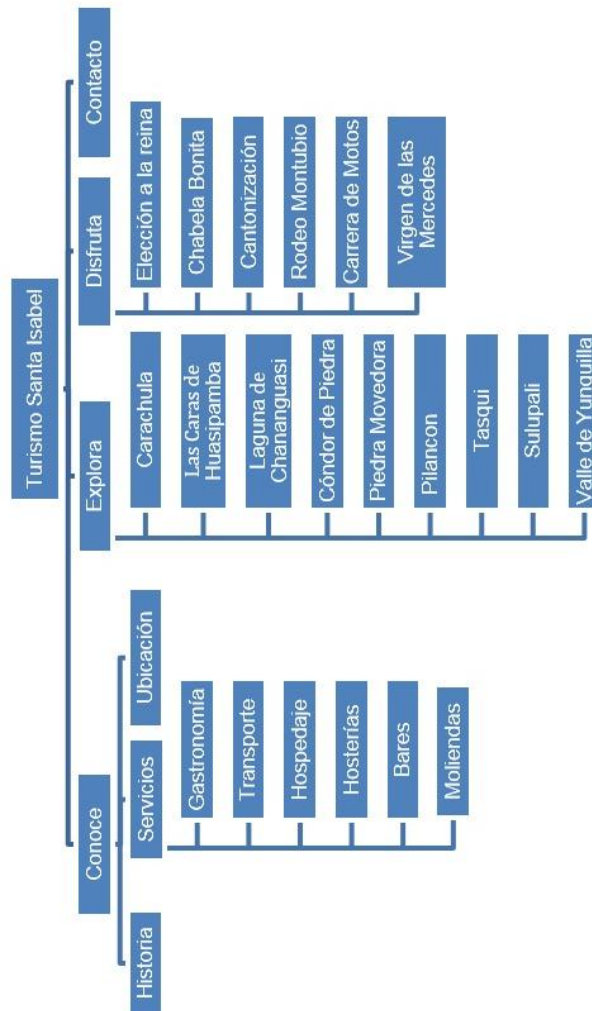 Turismo Santa Isabel
Conoce
Explora
Disfruta
Contacto
Historia
Servicios
Ubicación
Gastronomía
Transporte
Hospedaje
Hosterías
Bares
Moliendas
Carachula
Las Caras de
Huasipamba
Laguna de
Chananguasi
Cóndor de Piedra
Piedra Movedora
Pilancon
Tasqui
Sulupali
Valle de Yunguilla
Elección a la reina
Chabela Bonita
Cantonización
Rodeo Montubio
Carrera de Motos
Virgen de las
Mercedes